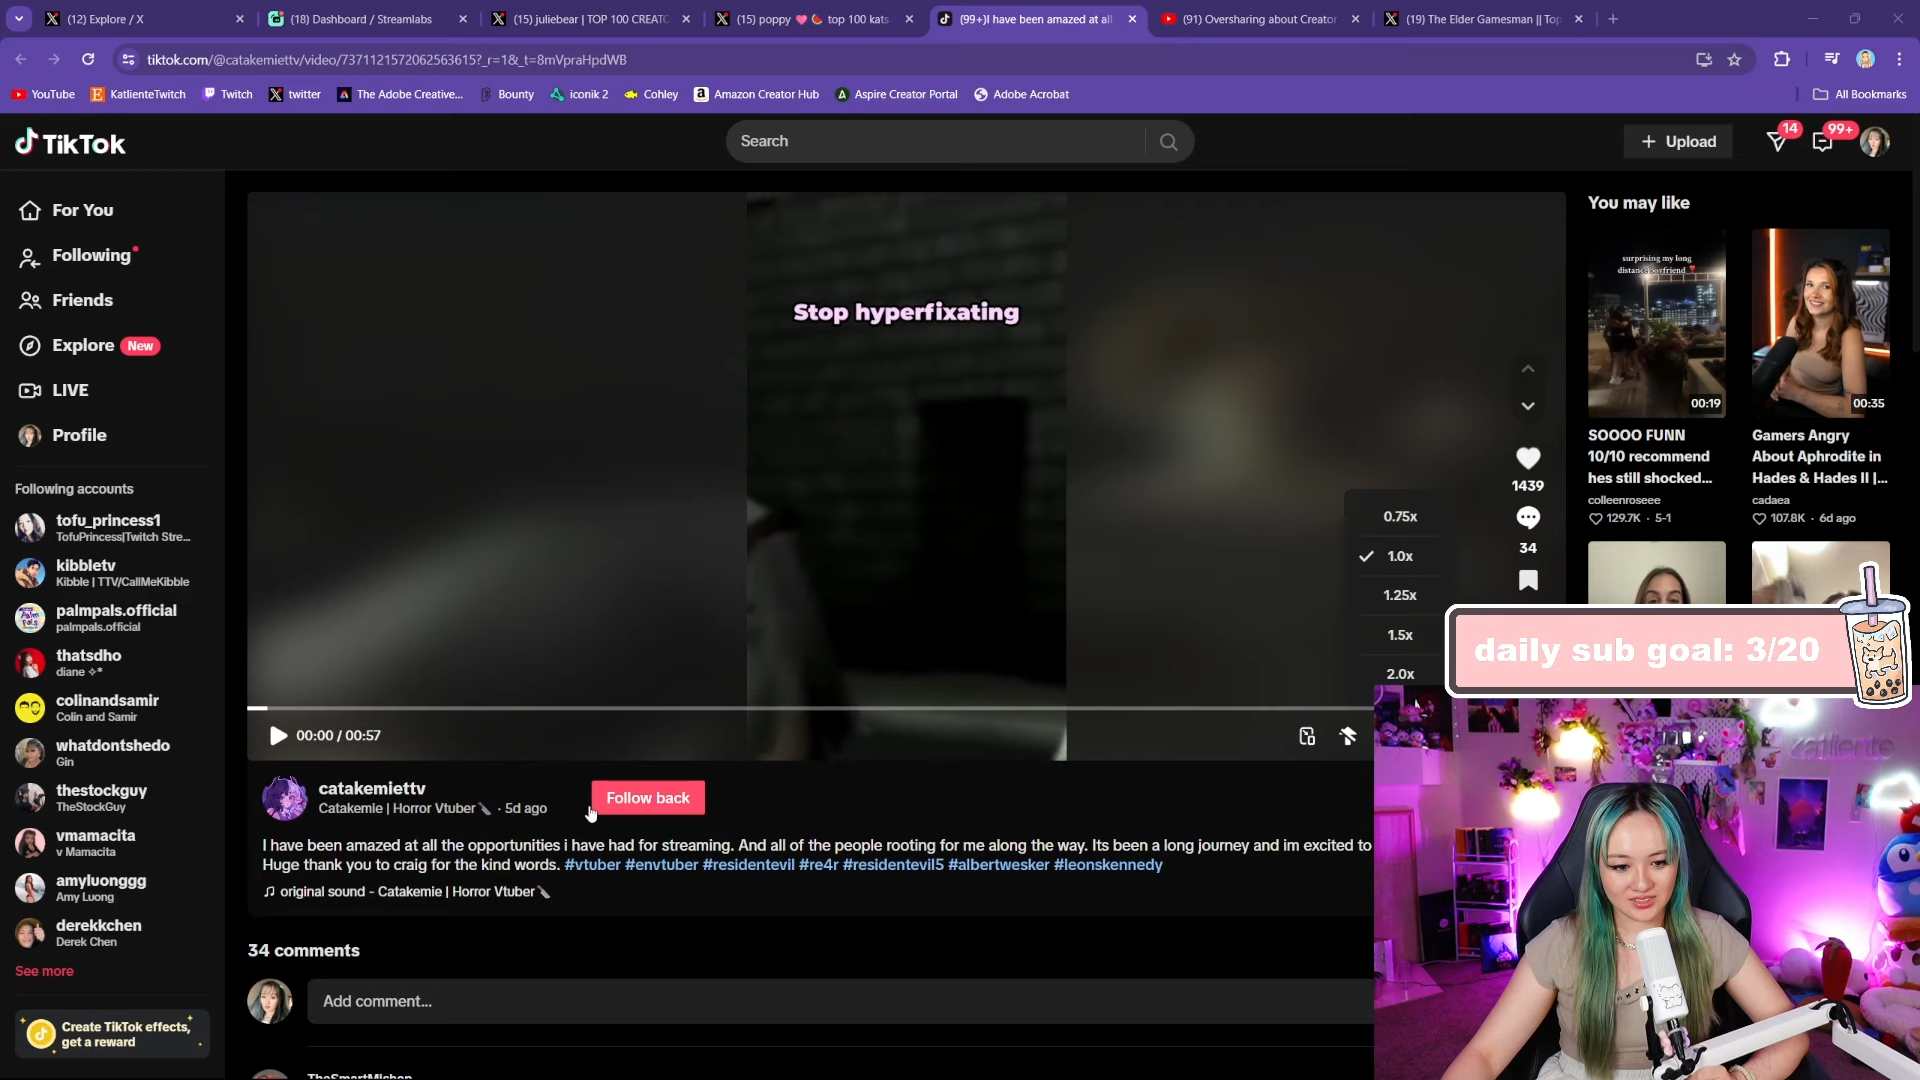 (12) Explore / X
(18) Dashboard / Streamlabs
(15) juliebear | TOP 100 CREATO
(15) poppy 🩷🍉 top 100 kats
(99+)I have been amazed at all
(91) Oversharing about Creator
(19) The Elder Gamesman || Top
tiktok.com/@catakemiettv/video/7371121572062563615?_r=1&_t=8mVpraHpdWB
YouTube
KatlienteTwitch
Twitch
twitter
The Adobe Creative...
Bounty
iconik 2
Cohley
Amazon Creator Hub
Aspire Creator Portal
Adobe Acrobat
All Bookmarks
TikTok
Search
Upload
14
99+
For You
Following
Friends
Explore New
LIVE
Profile
Following accounts
tofu_princess1
TofuPrincess|Twitch Stre...
kibbletv
Kibble | TTV/CallMeKibble
palmpals.official
palmpals.official
thatsdho
diane ✧*
colinandsamir
Colin and Samir
whatdontshedo
Gin
thestockguy
TheStockGuy
vmamacita
v Mamacita
amyluonggg
Amy Luong
derekkchen
Derek Chen
See more
Create TikTok effects,
get a reward
Stop hyperfixating
1439
34
0.75x
1.0x
1.25x
1.5x
2.0x
00:00 / 00:57
catakemiettv
Catakemie | Horror Vtuber🔪 · 5d ago
Follow back
I have been amazed at all the opportunities i have had for streaming. And all of the people rooting for me along the way. Its been a long journey and im excited to
Huge thank you to craig for the kind words. #vtuber #envtuber #residentevil #re4r #residentevil5 #albertwesker #leonskennedy
♫ original sound - Catakemie | Horror Vtuber🔪
34 comments
Add comment...
TheSmartMishap
You may like
surprising my long
distance boyfriend
00:19
SOOOO FUNN
10/10 recommend
hes still shocked...
colleenroseee
129.7K · 5-1
00:35
Gamers Angry
About Aphrodite in
Hades & Hades II |...
cadaea
107.8K · 6d ago
daily sub goal: 3/20
katliente